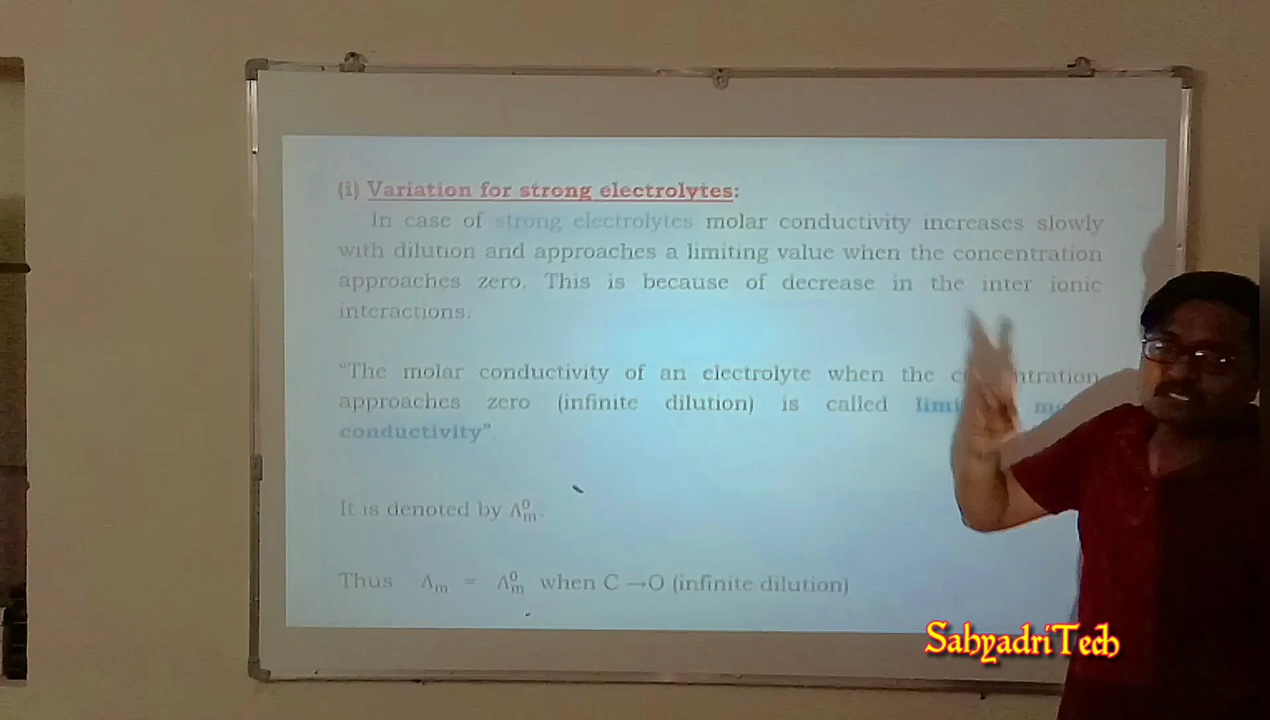 (i) Variation for strong electrolytes:
In case of strong electrolytes molar conductivity increases slowly
with dilution and approaches a limiting value when the concentration
approaches zero. This is because of decrease in the inter ionic
interactions.
"The molar conductivity of an electrolyte when the
approaches zero (infinite dilution) is called
conductivity"
It is denoted by Λ⁰ₘ.
Thus Λₘ = Λ⁰ₘ when C →O (infinite dilution)
SahyadriTech